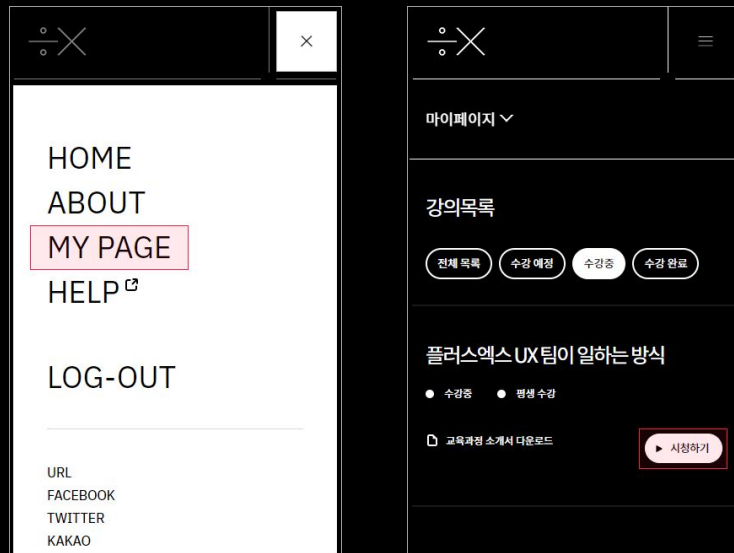 HOME
ABOUT
MY PAGE
HELP
LOG-OUT
URL
FACEBOOK
TWITTER
KAKAO
마이페이지
강의목록
전체 목록 수강 예정 수강중 수강 완료
플러스엑스 UX 팀이 일하는 방식
수강중 평생 수강
교육과정 소개서 다운로드 시청하기